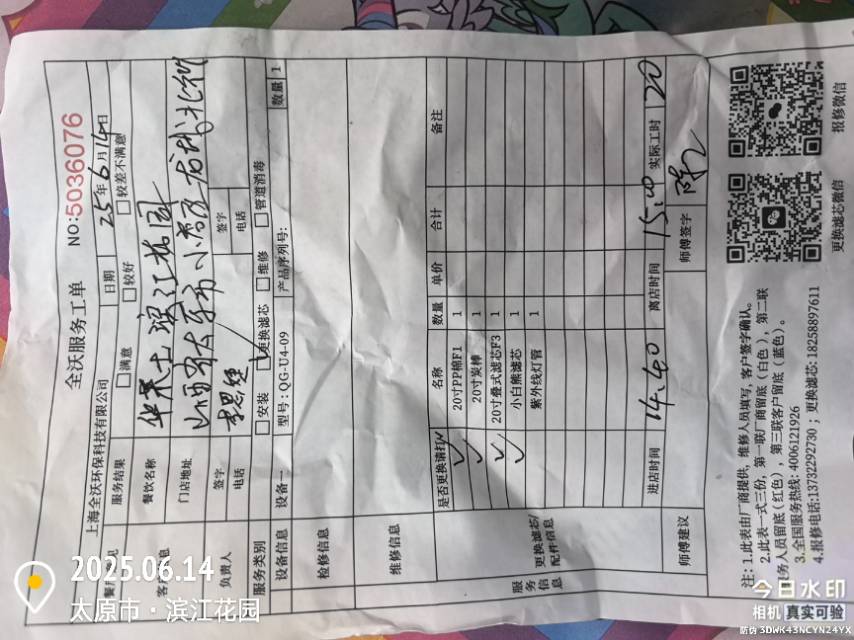 全沃服务工单
NO:5036076
上海全沃环保科技有限公司
日期 25年6月14日
服务结果 满意 较好 较差不满意
餐饮名称 华莱士滨江花园
门店地址
负责人 签字 电话 签字 电话
服务类别 安装 更换滤芯 维修 管道消毒
设备信息 设备一 型号:QG-U4-09 产品序列号: 数量 1
检修信息
维修信息
服务信息 更换滤芯/配件信息
是否更换请打√ 名称 数量 单价 合计 备注
√ 20寸PP棉F1 1
√ 20寸炭棒 1
√ 20寸叠式滤芯F3 1
√ 小白熊滤芯 1
紫外线灯管 1
进店时间 14.40 离店时间 15.00 实际工时 20
师傅建议 师傅签字
注:1.此表由厂商提供,维修人员填写,客户签字确认。
2.此表一式三份,第一联厂商留底(白色),第二联
务人员留底(红色),第三联客户留底(蓝色)。
3.全国服务热线:4006121926
4.报修电话:13732292730 ;更换滤芯:18258897611
更换滤芯微信
报修微信
2025.06.14
太原市·滨江花园
今日水印
相机 真实可验
防伪 3DWK43NCYN24YX